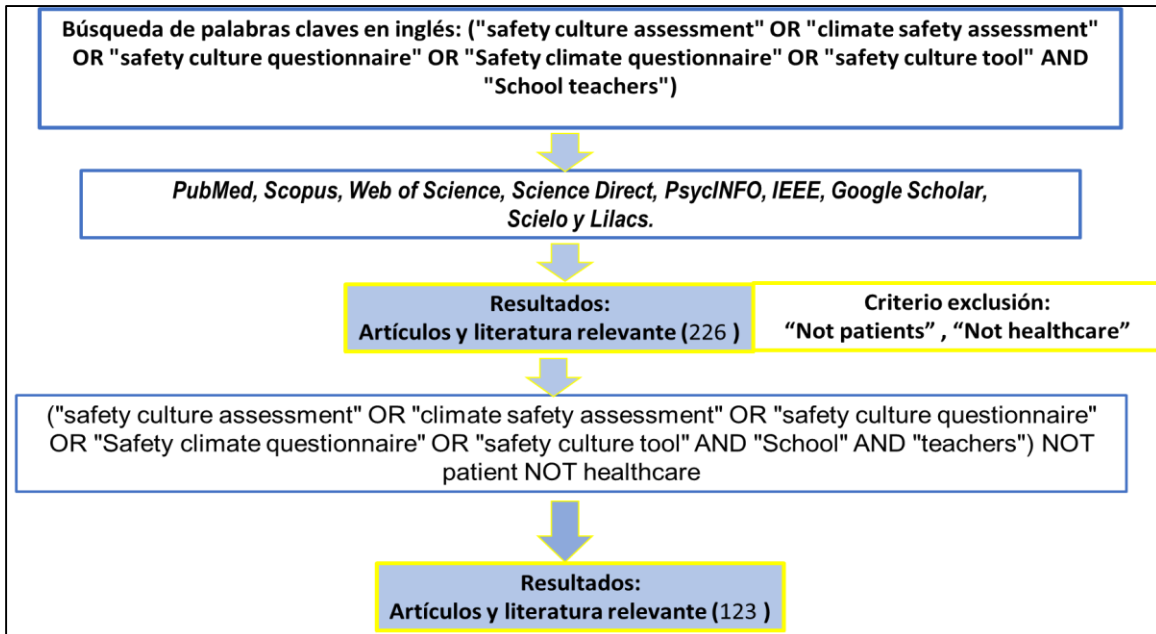 Búsqueda de palabras claves en inglés: ("safety culture assessment" OR "climate safety assessment"
OR "safety culture questionnaire" OR "Safety climate questionnaire" OR "safety culture tool" AND
"School teachers")
PubMed, Scopus, Web of Science, Science Direct, PsycINFO, IEEE, Google Scholar,
Scielo y Lilacs.
Resultados:
Artículos y literatura relevante (226 )
Criterio exclusión:
“Not patients” , “Not healthcare”
("safety culture assessment" OR "climate safety assessment" OR "safety culture questionnaire"
OR "Safety climate questionnaire" OR "safety culture tool" AND "School" AND "teachers") NOT
patient NOT healthcare
Resultados:
Artículos y literatura relevante (123 )